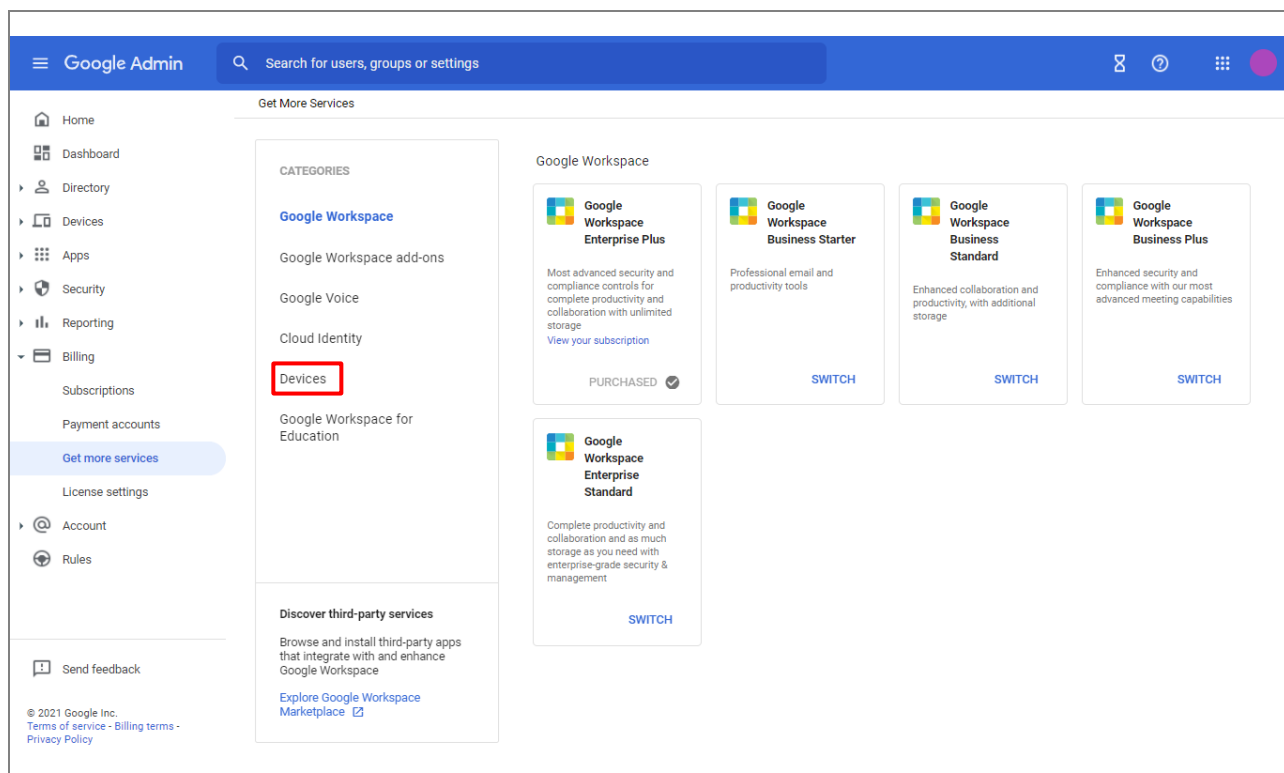 Google Admin
Search for users, groups or settings
Get More Services
Home
Dashboard
Directory
Devices
Apps
Security
Reporting
Billing
Subscriptions
Payment accounts
Get more services
License settings
Account
Rules
Send feedback
© 2021 Google Inc.
Terms of service - Billing terms -
Privacy Policy
CATEGORIES
Google Workspace
Google Workspace add-ons
Google Voice
Cloud Identity
Devices
Google Workspace for
Education
Discover third-party services
Browse and install third-party apps
that integrate with and enhance
Google Workspace
Explore Google Workspace
Marketplace
Google Workspace
Google
Workspace
Enterprise Plus
Most advanced security and
compliance controls for
complete productivity and
collaboration with unlimited
storage
View your subscription
PURCHASED
Google
Workspace
Business Starter
Professional email and
productivity tools
SWITCH
Google
Workspace
Business
Standard
Enhanced collaboration and
productivity, with additional
storage
SWITCH
Google
Workspace
Business Plus
Enhanced security and
compliance with our most
advanced meeting capabilities
SWITCH
Google
Workspace
Enterprise
Standard
Complete productivity and
collaboration and as much
storage as you need with
enterprise-grade security &
management
SWITCH